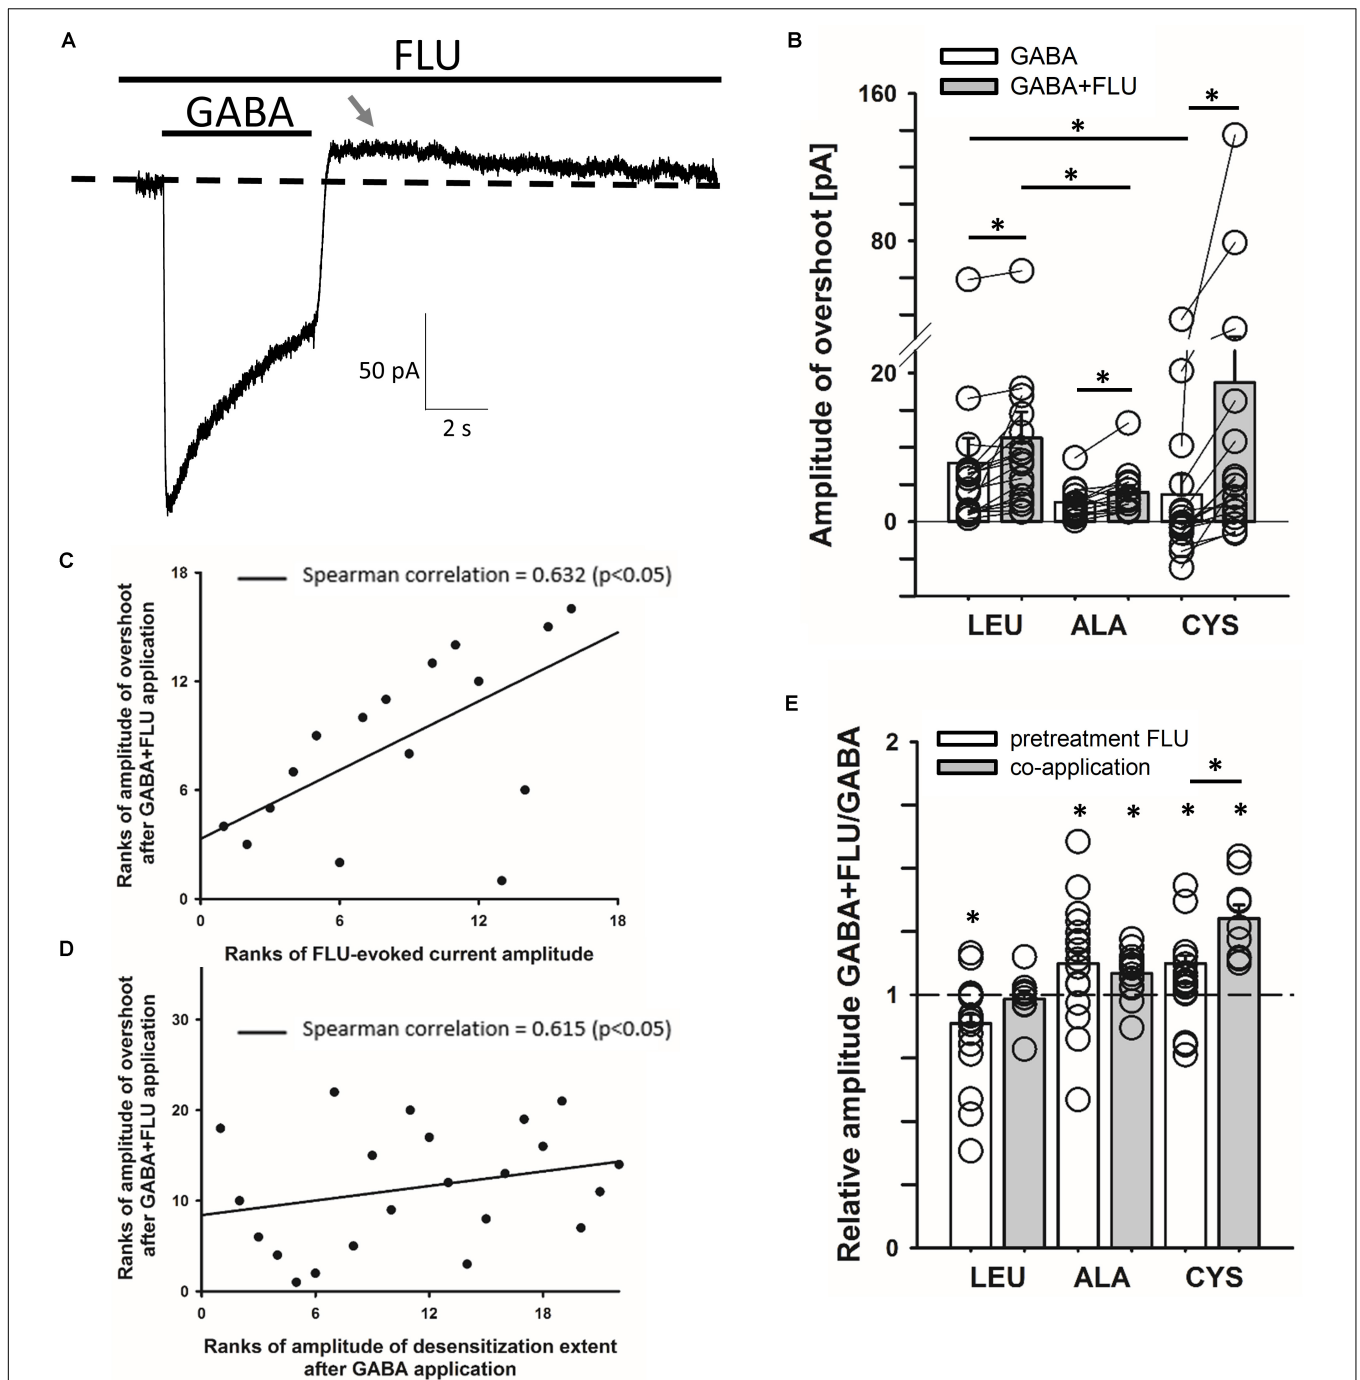 A
FLU
GABA
50 pA
2 s
B
GABA
GABA+FLU
Amplitude of overshoot [pA]
160
80
20
0
* * * * *
LEU ALA CYS
C
Spearman correlation = 0.632 (p<0.05)
Ranks of amplitude of overshoot
after GABA+FLU application
18
12
6
0
0 6 12 18
Ranks of FLU-evoked current amplitude
D
Spearman correlation = 0.615 (p<0.05)
Ranks of amplitude of overshoot
after GABA+FLU application
30
20
10
0
0 6 12 18
Ranks of amplitude of desensitization extent
after GABA application
E
pretreatment FLU
co-application
Relative amplitude GABA+FLU/GABA
2
1
0
*
* * * *
*
LEU ALA CYS